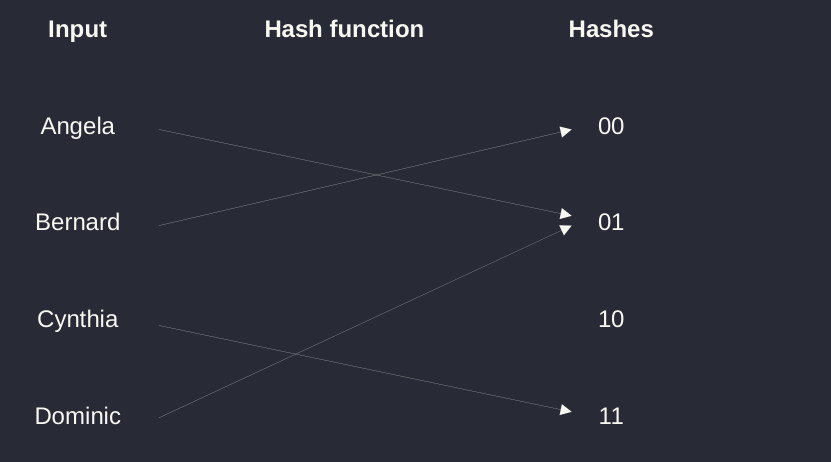 Input Hash function Hashes
Angela 00
Bernard 01
Cynthia 10
Dominic 11